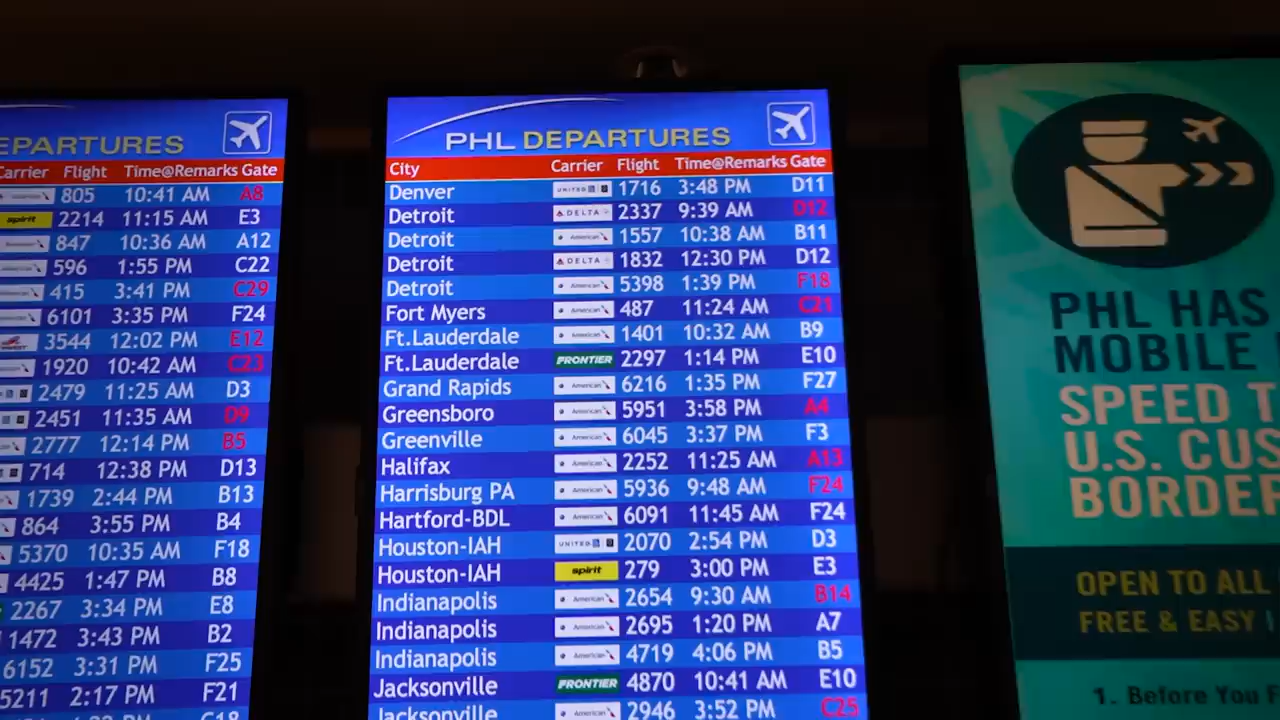 EPARTURES
Carrier Flight Time@Remarks Gate
805 10:41 AM A8
spirit 2214 11:15 AM E3
847 10:36 AM A12
596 1:55 PM C22
415 3:41 PM C29
6101 3:35 PM F24
3544 12:02 PM E12
1920 10:42 AM C23
2479 11:25 AM D3
2451 11:35 AM D9
2777 12:14 PM B5
714 12:38 PM D13
1739 2:44 PM B13
864 3:55 PM B4
5370 10:35 AM F18
4425 1:47 PM B8
2267 3:34 PM E8
1472 3:43 PM B2
6152 3:31 PM F25
5211 2:17 PM F21
C18
PHL DEPARTURES
City Carrier Flight Time@Remarks Gate
Denver UNITED 1716 3:48 PM D11
Detroit DELTA 2337 9:39 AM D12
Detroit American 1557 10:38 AM B11
Detroit DELTA 1832 12:30 PM D12
Detroit American 5398 1:39 PM F18
Fort Myers American 487 11:24 AM C21
Ft.Lauderdale American 1401 10:32 AM B9
Ft.Lauderdale FRONTIER 2297 1:14 PM E10
Grand Rapids American 6216 1:35 PM F27
Greensboro American 5951 3:58 PM A4
Greenville American 6045 3:37 PM F3
Halifax American 2252 11:25 AM A13
Harrisburg PA American 5936 9:48 AM F24
Hartford-BDL American 6091 11:45 AM F24
Houston-IAH UNITED 2070 2:54 PM D3
Houston-IAH spirit 279 3:00 PM E3
Indianapolis American 2654 9:30 AM B14
Indianapolis American 2695 1:20 PM A7
Indianapolis American 4719 4:06 PM B5
Jacksonville FRONTIER 4870 10:41 AM E10
Jacksonville American 2946 3:52 PM C25
PHL HAS
MOBILE
SPEED T
U.S. CUS
BORDER
OPEN TO ALL
FREE & EASY
1. Before You